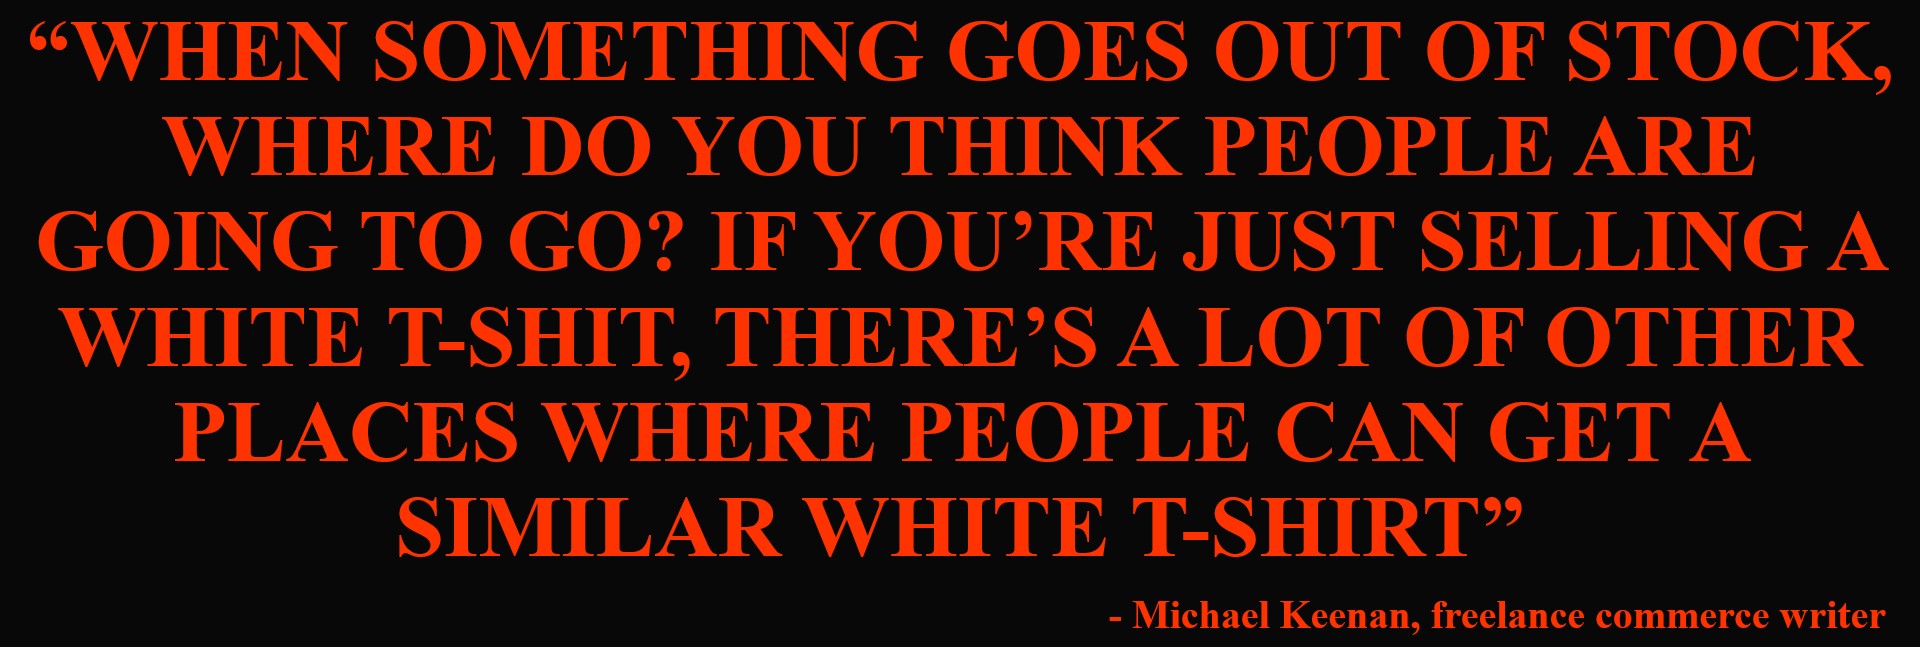 “WHEN SOMETHING GOES OUT OF STOCK,
WHERE DO YOU THINK PEOPLE ARE
GOING TO GO? IF YOU’RE JUST SELLING A
WHITE T-SHIT, THERE’S A LOT OF OTHER
PLACES WHERE PEOPLE CAN GET A
SIMILAR WHITE T-SHIRT”
- Michael Keenan, freelance commerce writer